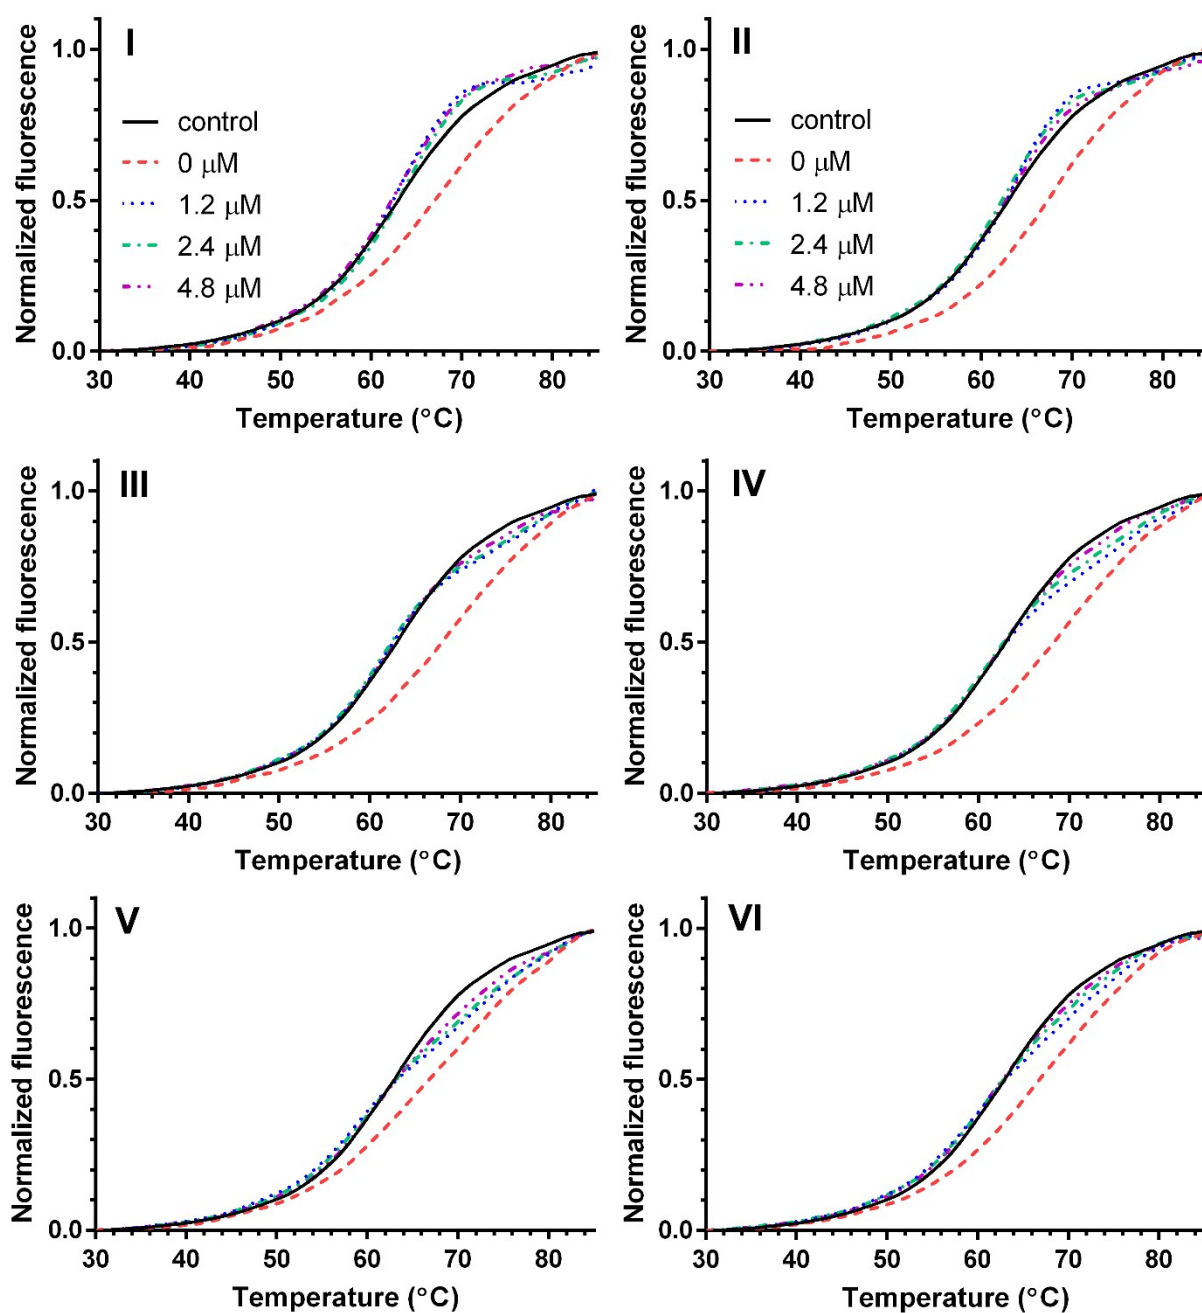 I
Normalized fluorescence
1.0
0.5
0.0
control
0 μM
1.2 μM
2.4 μM
4.8 μM
30 40 50 60 70 80
Temperature (°C)
II
Normalized fluorescence
1.0
0.5
0.0
control
0 μM
1.2 μM
2.4 μM
4.8 μM
30 40 50 60 70 80
Temperature (°C)
III
Normalized fluorescence
1.0
0.5
0.0
30 40 50 60 70 80
Temperature (°C)
IV
Normalized fluorescence
1.0
0.5
0.0
30 40 50 60 70 80
Temperature (°C)
V
Normalized fluorescence
1.0
0.5
0.0
30 40 50 60 70 80
Temperature (°C)
VI
Normalized fluorescence
1.0
0.5
0.0
30 40 50 60 70 80
Temperature (°C)